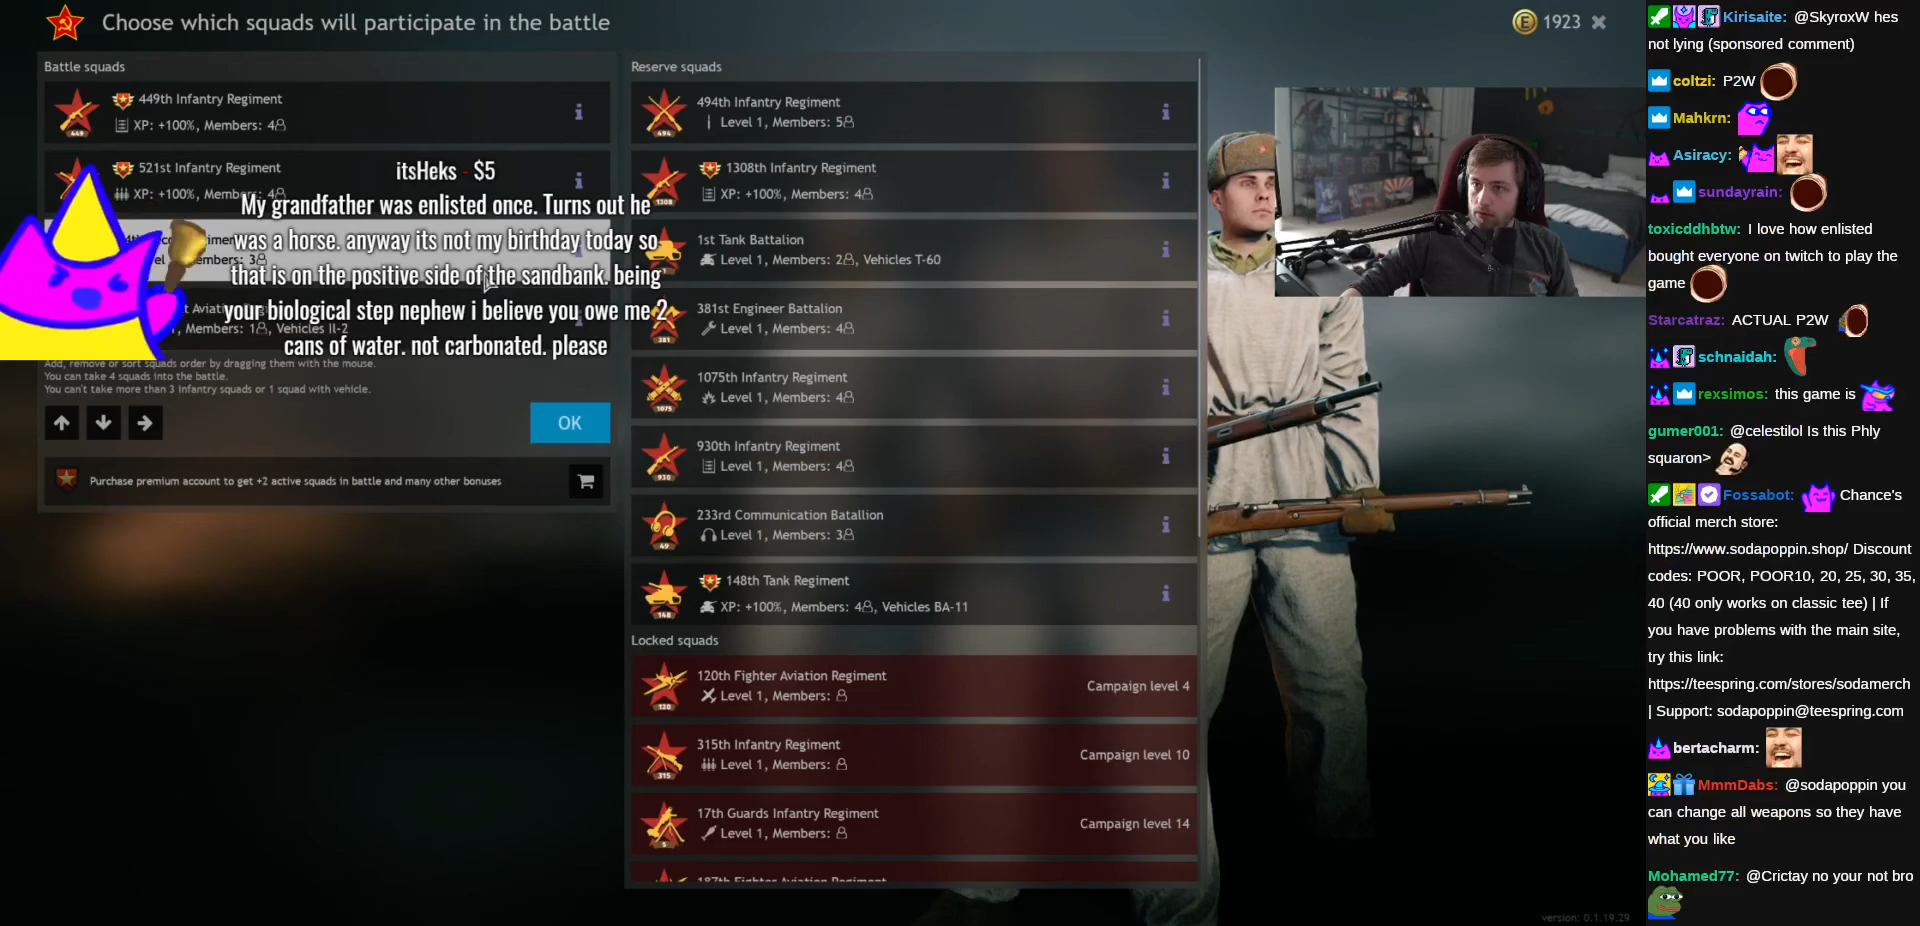 Choose which squads will participate in the battle
1923
Battle squads
449th Infantry Regiment
XP: +100%, Members: 4
521st Infantry Regiment
XP: +100%, Members: 4
itsHeks - $5
My grandfather was enlisted once. Turns out he
was a horse. anyway its not my birthday today so
that is on the positive side of the sandbank. being
your biological step nephew i believe you owe me 2
cans of water. not carbonated. please
Members: 1, Vehicles Il-2
Add, remove or sort squads order by dragging them with the mouse.
You can take 4 squads into the battle.
You can't take more than 3 infantry squads or 1 squad with vehicle.
OK
Purchase premium account to get +2 active squads in battle and many other bonuses
Reserve squads
494th Infantry Regiment
Level 1, Members: 5
1308th Infantry Regiment
XP: +100%, Members: 4
1st Tank Battalion
Level 1, Members: 2, Vehicles T-60
381st Engineer Battalion
Level 1, Members: 4
1075th Infantry Regiment
Level 1, Members: 4
930th Infantry Regiment
Level 1, Members: 4
233rd Communication Batallion
Level 1, Members: 3
148th Tank Regiment
XP: +100%, Members: 4, Vehicles BA-11
Locked squads
120th Fighter Aviation Regiment
Level 1, Members:
Campaign level 4
315th Infantry Regiment
Level 1, Members:
Campaign level 10
17th Guards Infantry Regiment
Level 1, Members:
Campaign level 14
187th Fighter Aviation Regiment
version: 0.1.19.29
Kirisaite: @SkyroxW hes
not lying (sponsored comment)
coltzi: P2W
Mahkrn:
Asiracy:
sundayrain:
toxicddhbtw: I love how enlisted
bought everyone on twitch to play the
game
Starcatraz: ACTUAL P2W
schnaidah:
rexsimos: this game is
gumer001: @celestilol Is this Phly
squaron>
Fossabot: Chance's
official merch store:
https://www.sodapoppin.shop/ Discount
codes: POOR, POOR10, 20, 25, 30, 35,
40 (40 only works on classic tee) | If
you have problems with the main site,
try this link:
https://teespring.com/stores/sodamerch
| Support: sodapoppin@teespring.com
bertacharm:
MmmDabs: @sodapoppin you
can change all weapons so they have
what you like
Mohamed77: @Crictay no your not bro